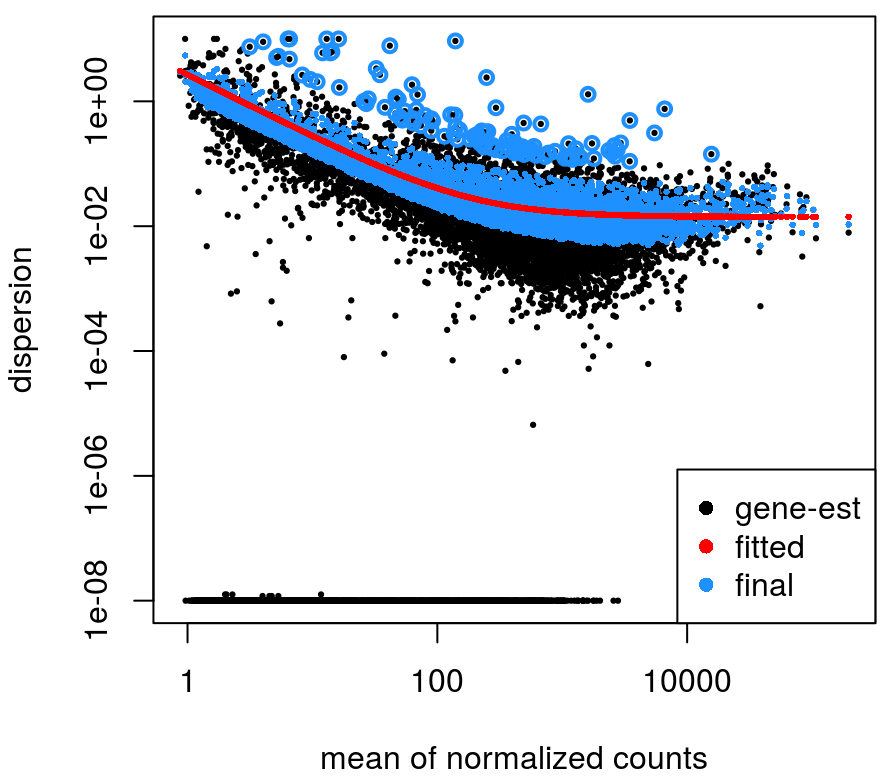 dispersion
1e+00
1e-02
1e-04
1e-06
1e-08
gene-est
fitted
final
1
100
10000
mean of normalized counts